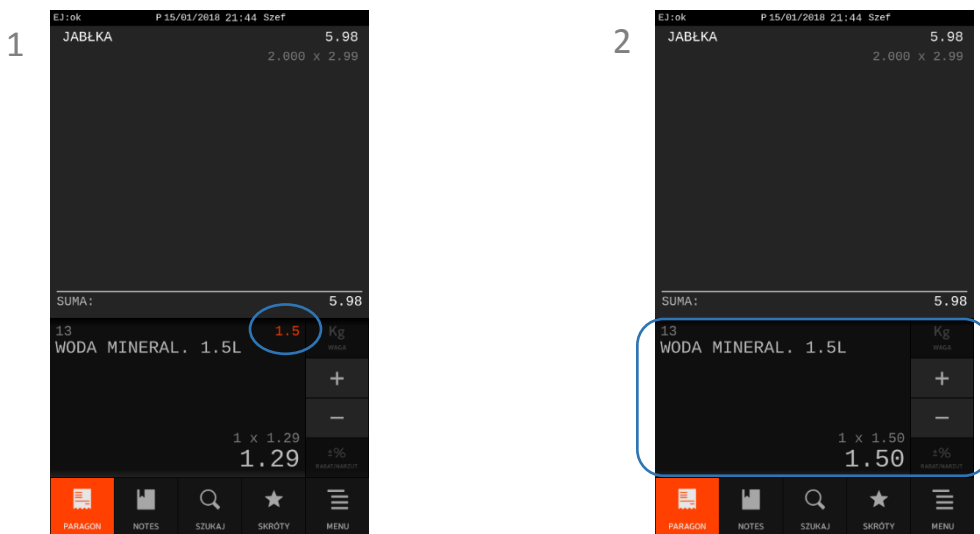 1
EJ:ok P 15/01/2018 21:44 Szef
JABŁKA 5.98
2.000 x 2.99
SUMA: 5.98
13 1.5 Kg
WAGA
WODA MINERAL. 1.5L
+
−
1 x 1.29
1.29 ±%
RABAT/NARZUT
PARAGON NOTES SZUKAJ SKRÓTY MENU
2
EJ:ok P 15/01/2018 21:44 Szef
JABŁKA 5.98
2.000 x 2.99
SUMA: 5.98
13 Kg
WAGA
WODA MINERAL. 1.5L
+
−
1 x 1.50
1.50 ±%
RABAT/NARZUT
PARAGON NOTES SZUKAJ SKRÓTY MENU